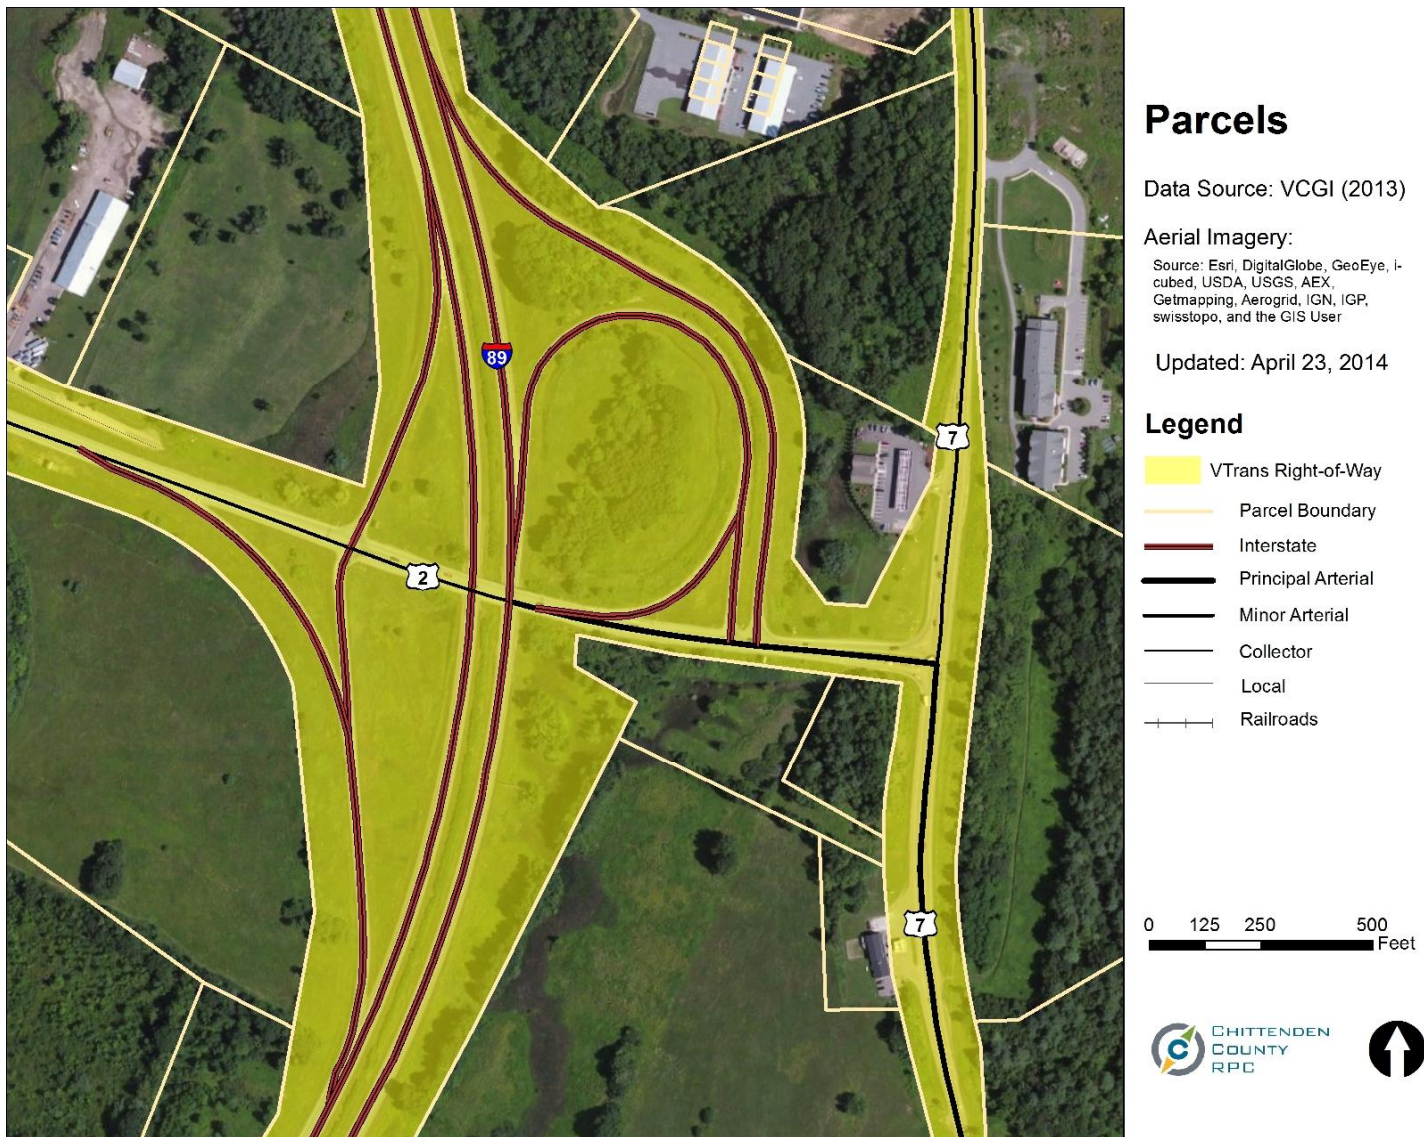 89
7
2
7
Parcels
Data Source: VCGI (2013)
Aerial Imagery:
Source: Esri, DigitalGlobe, GeoEye, i-
cubed, USDA, USGS, AEX,
Getmapping, Aerogrid, IGN, IGP,
swisstopo, and the GIS User
Updated: April 23, 2014
Legend
VTrans Right-of-Way
Parcel Boundary
Interstate
Principal Arterial
Minor Arterial
Collector
Local
Railroads
0 125 250 500
Feet
C
CHITTENDEN
COUNTY
RPC